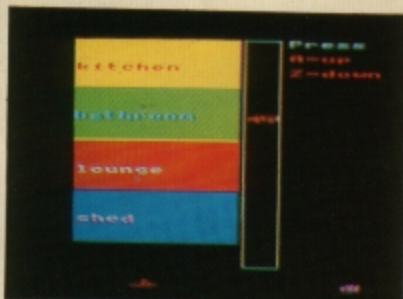 kitchen
bathroom
lounge
shed
Press
A=up
Z=down